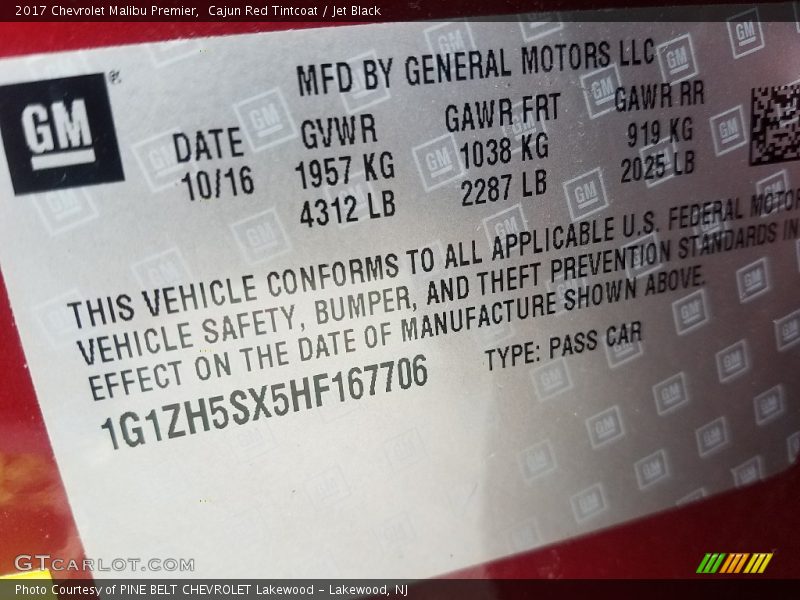 2017 Chevrolet Malibu Premier, Cajun Red Tintcoat / Jet Black
GM
MFD BY GENERAL MOTORS LLC
DATE GVWR GAWR FRT GAWR RR
10/16 1957 KG 1038 KG 919 KG
4312 LB 2287 LB 2025 LB
THIS VEHICLE CONFORMS TO ALL APPLICABLE U.S. FEDERAL MOTOR
VEHICLE SAFETY, BUMPER, AND THEFT PREVENTION STANDARDS IN
EFFECT ON THE DATE OF MANUFACTURE SHOWN ABOVE.
1G1ZH5SX5HF167706 TYPE: PASS CAR
GTCARLOT.COM
Photo Courtesy of PINE BELT CHEVROLET Lakewood - Lakewood, NJ